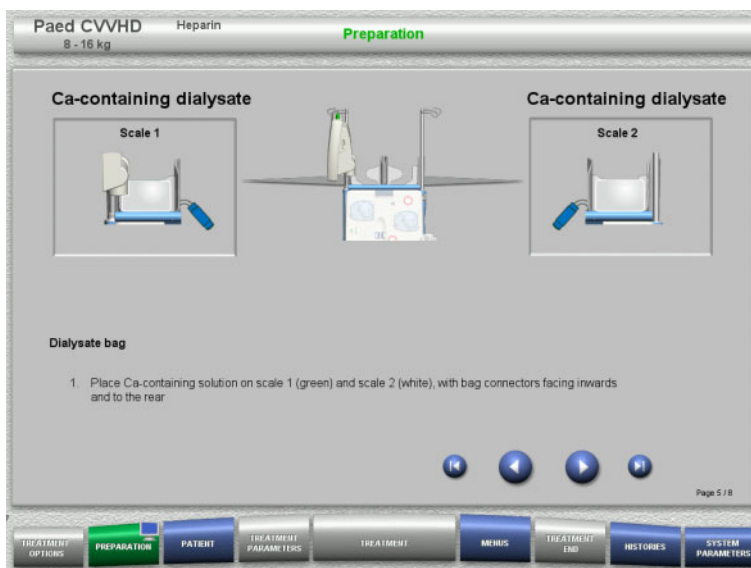 Paed CVVHD
Heparin
8 - 16 kg
Preparation
Ca-containing dialysate
Ca-containing dialysate
Scale 1
Scale 2
Dialysate bag
1. Place Ca-containing solution on scale 1 (green) and scale 2 (white), with bag connectors facing inwards
and to the rear
Page 5 / 8
TREATMENT
OPTIONS
PREPARATION
PATIENT
TREATMENT
PARAMETERS
TREATMENT
MENUS
TREATMENT
END
HISTORIES
SYSTEM
PARAMETERS